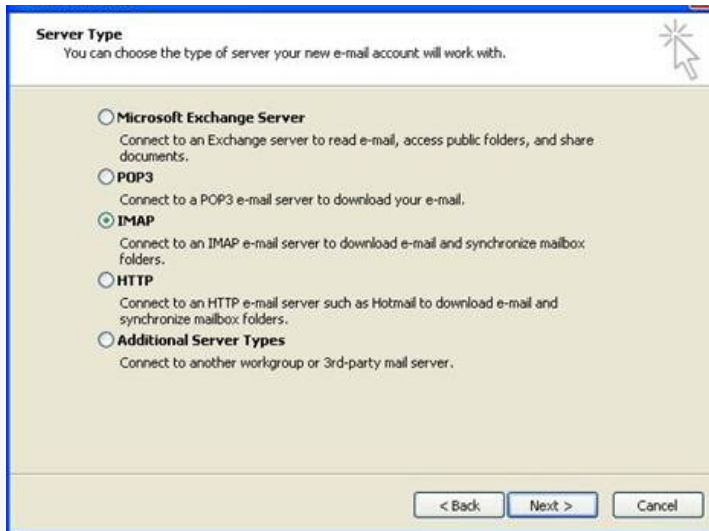 Server Type
You can choose the type of server your new e-mail account will work with.
Microsoft Exchange Server
Connect to an Exchange server to read e-mail, access public folders, and share
documents.
POP3
Connect to a POP3 e-mail server to download your e-mail.
IMAP
Connect to an IMAP e-mail server to download e-mail and synchronize mailbox
folders.
HTTP
Connect to an HTTP e-mail server such as Hotmail to download e-mail and
synchronize mailbox folders.
Additional Server Types
Connect to another workgroup or 3rd-party mail server.
< Back Next > Cancel